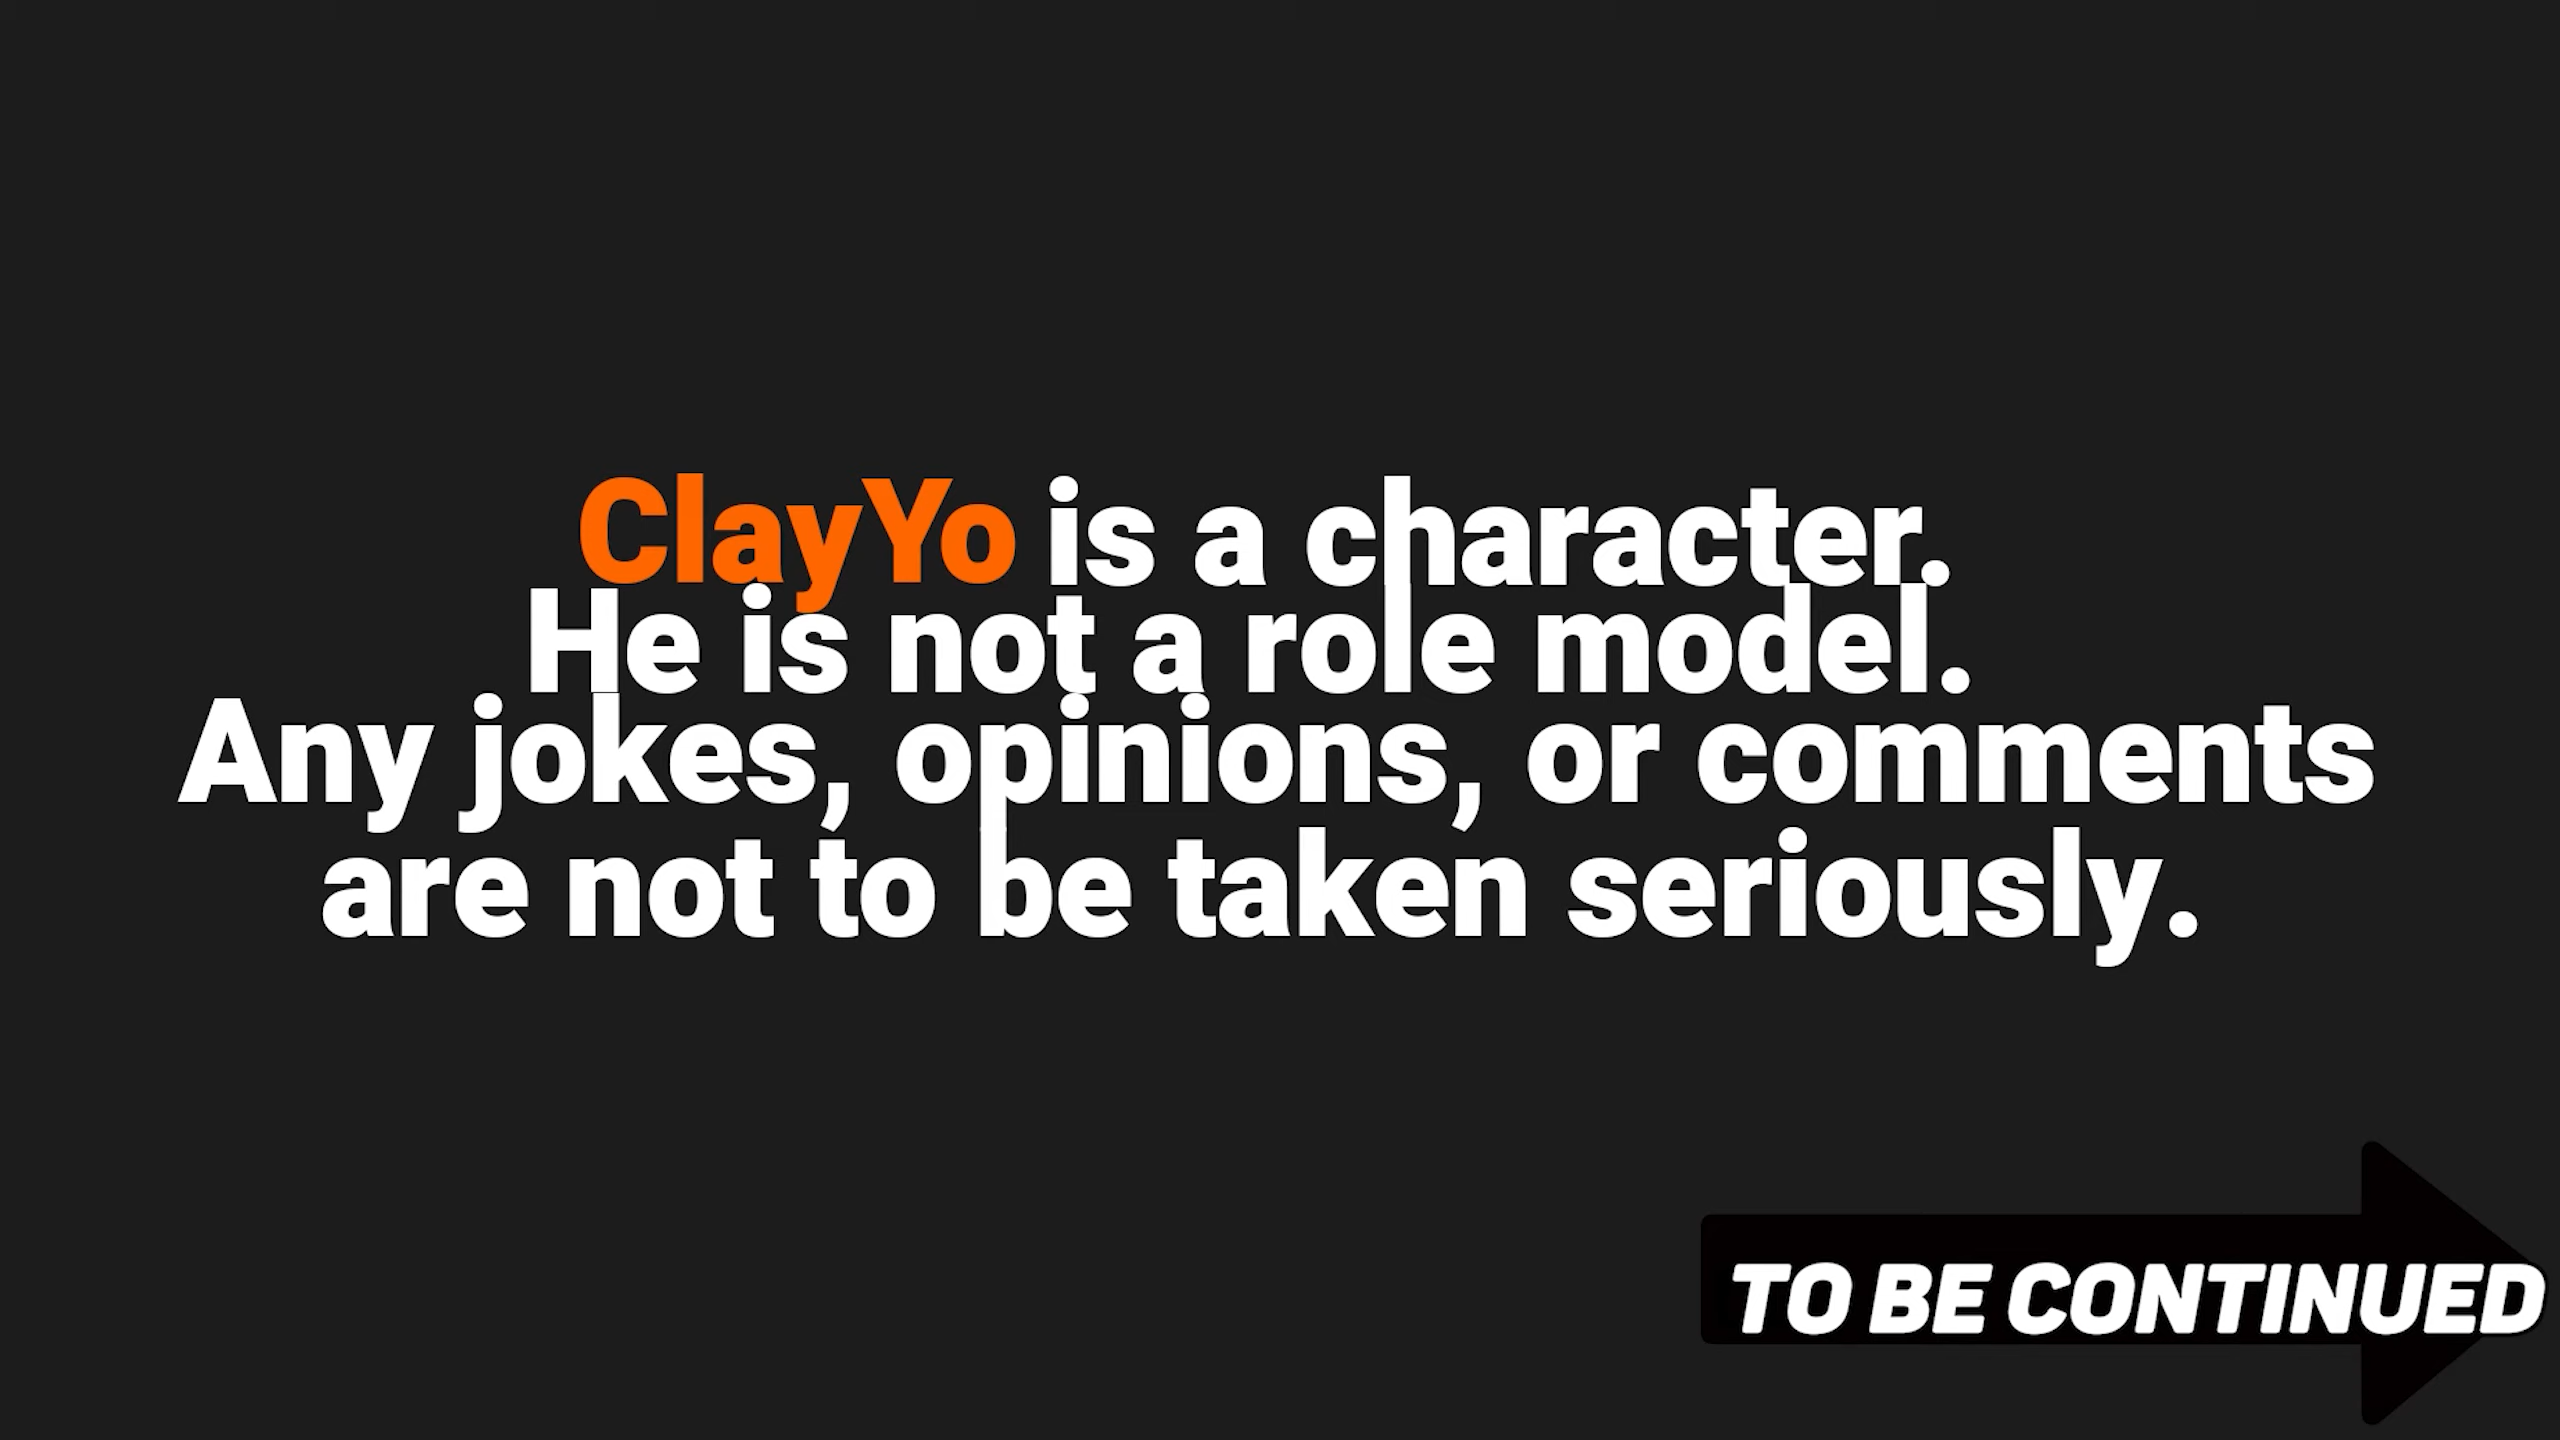 ClayYo is a character.
He is not a role model.
Any jokes, opinions, or comments
are not to be taken seriously.
TO BE CONTINUED